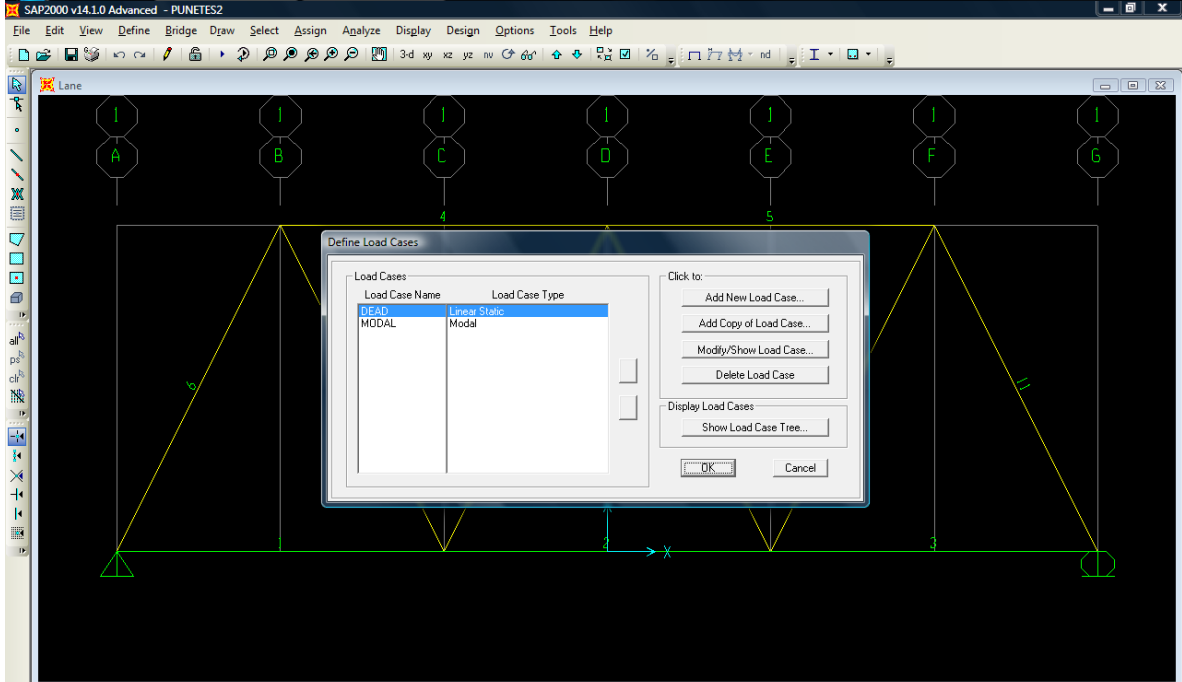 SAP2000 v14.1.0 Advanced - PUNETES2
File Edit View Define Bridge Draw Select Assign Analyze Display Design Options Tools Help
3-d xy xz yz nv nd
Lane
1 1 1 1 1 1 1
A B C D E F G
4 5
Define Load Cases
Load Cases
Load Case Name Load Case Type
DEAD Linear Static
MODAL Modal
Click to:
Add New Load Case...
Add Copy of Load Case...
Modify/Show Load Case...
Delete Load Case
Display Load Cases
Show Load Case Tree...
OK Cancel
all
ps
clr
11
1 2 3
X